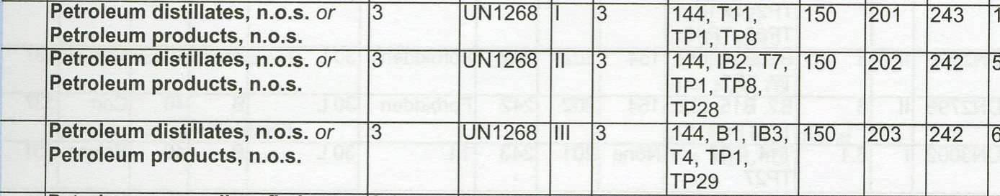 Petroleum distillates, n.o.s. or 3 UN1268 I 3 144, T11, 150 201 243 1
Petroleum products, n.o.s. TP1, TP8
Petroleum distillates, n.o.s. or 3 UN1268 II 3 144, IB2, T7, 150 202 242 5
Petroleum products, n.o.s. TP1, TP8,
TP28
Petroleum distillates, n.o.s. or 3 UN1268 III 3 144, B1, IB3, 150 203 242 6
Petroleum products, n.o.s. T4, TP1,
TP29